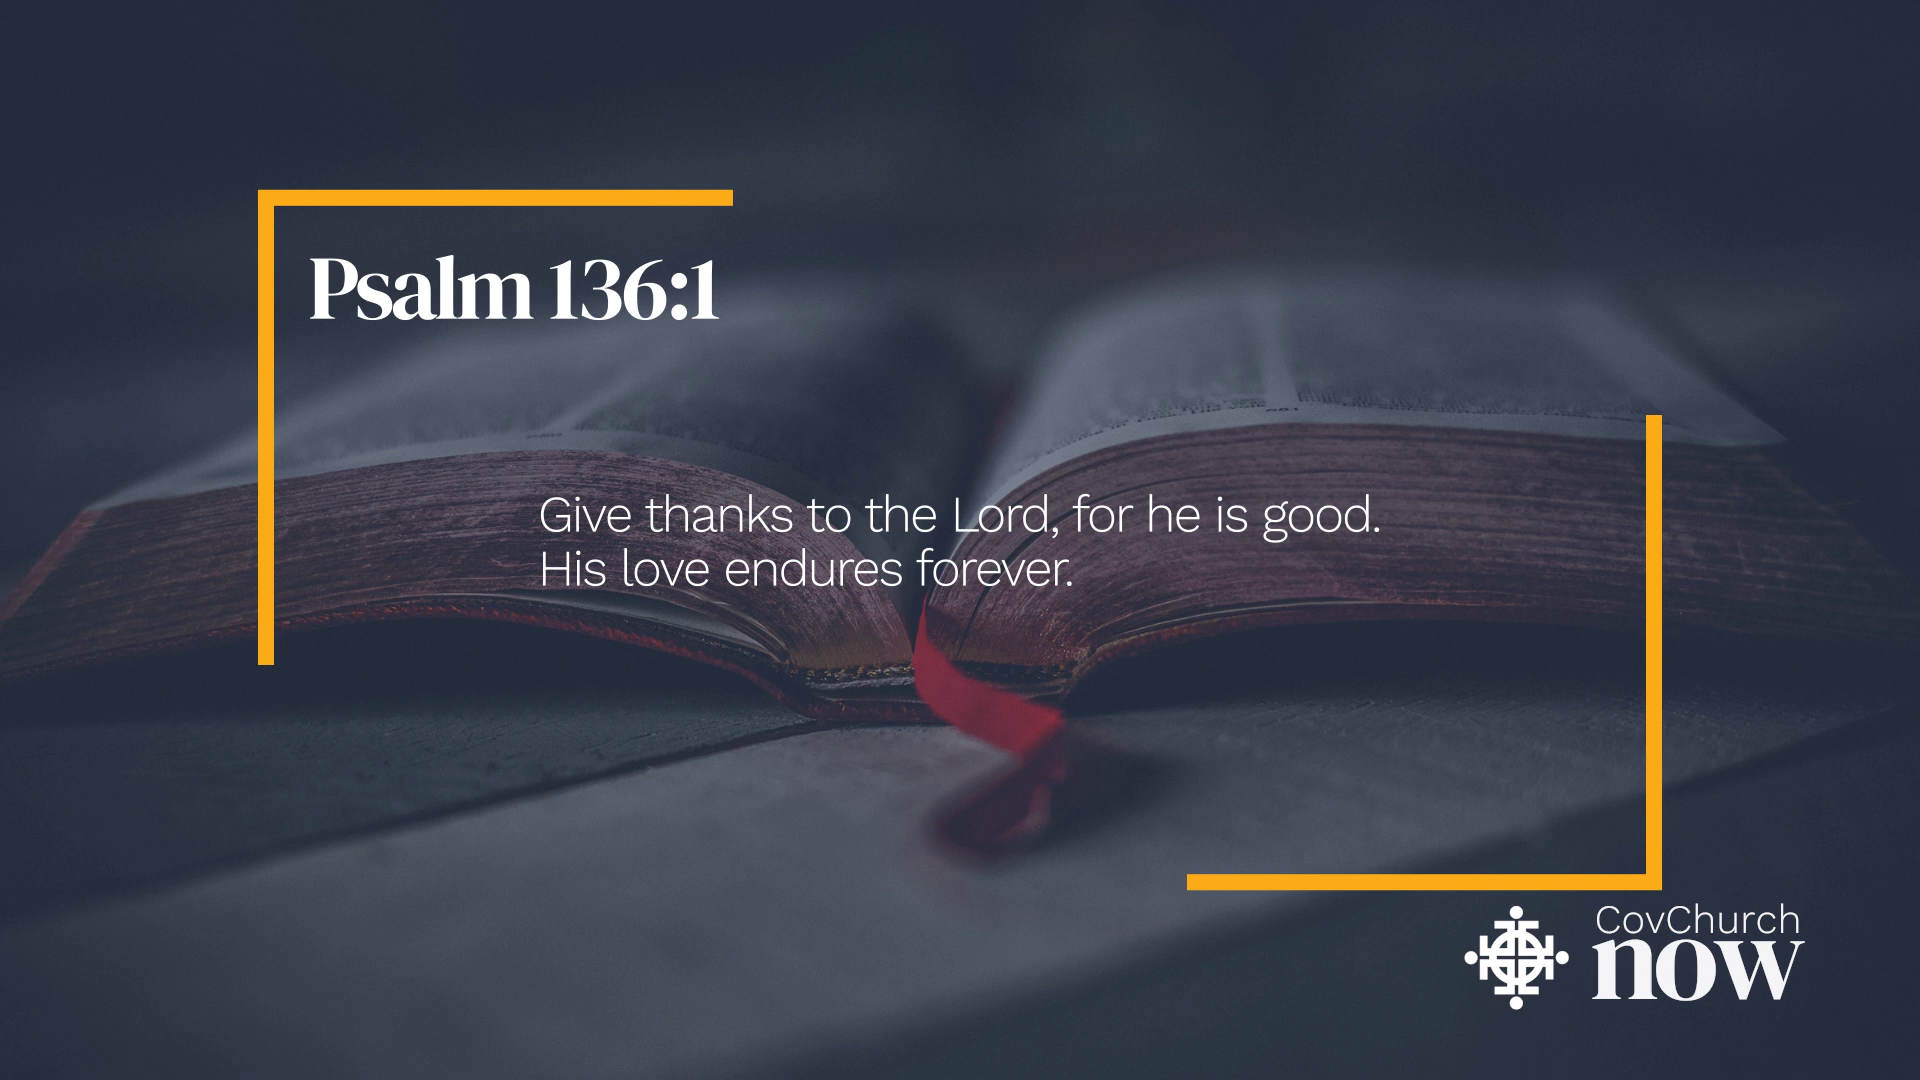 Psalm 136:1
Give thanks to the Lord, for he is good.
His love endures forever.
CovChurch
now